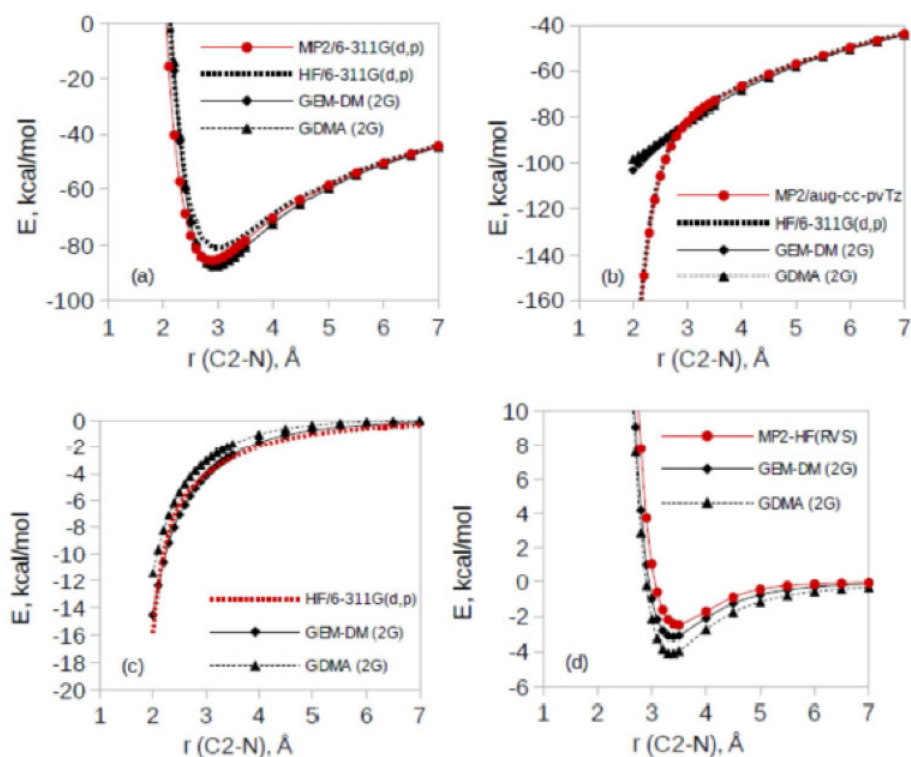 0
-20
-40
-60
-80
-100
E, kcal/mol
MP2/6-311G(d,p)
HF/6-311G(d,p)
GEM-DM (2G)
GDMA (2G)
(a)
1 2 3 4 5 6 7
r (C2-N), Å
-40
-60
-80
-100
-120
-140
-160
E, kcal/mol
MP2/aug-cc-pvTz
HF/6-311G(d,p)
GEM-DM (2G)
GDMA (2G)
(b)
1 2 3 4 5 6 7
r (C2-N), Å
0
-2
-4
-6
-8
-10
-12
-14
-16
-18
-20
E, kcal/mol
HF/6-311G(d,p)
GEM-DM (2G)
GDMA (2G)
(c)
1 2 3 4 5 6 7
r (C2-N), Å
10
8
6
4
2
0
-2
-4
-6
E, kcal/mol
MP2-HF(RVS)
GEM-DM (2G)
GDMA (2G)
(d)
1 2 3 4 5 6 7
r (C2-N), Å